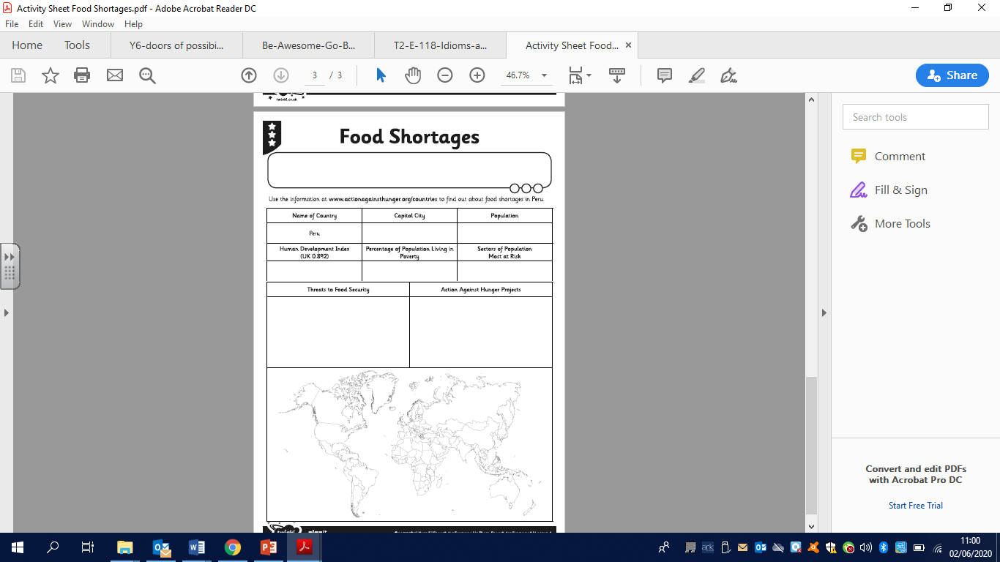 Activity Sheet Food Shortages.pdf - Adobe Acrobat Reader DC
File Edit View Window Help
Home Tools Y6-doors of possibi... Be-Awesome-Go-B... T2-E-118-Idioms-a... Activity Sheet Food... ×
3 / 3 46.7% Share
twinkl.co.uk
Food Shortages
Use the information at www.actionagainsthunger.org/countries to find out about food shortages in Peru.
Name of Country Capital City Population
Peru
Human Development Index (UK 0.892) Percentage of Population Living in Poverty Sectors of Population Most at Risk
Threats to Food Security Action Against Hunger Projects
Search tools
Comment
Fill & Sign
More Tools
Convert and edit PDFs
with Acrobat Pro DC
Start Free Trial
11:00
02/06/2020